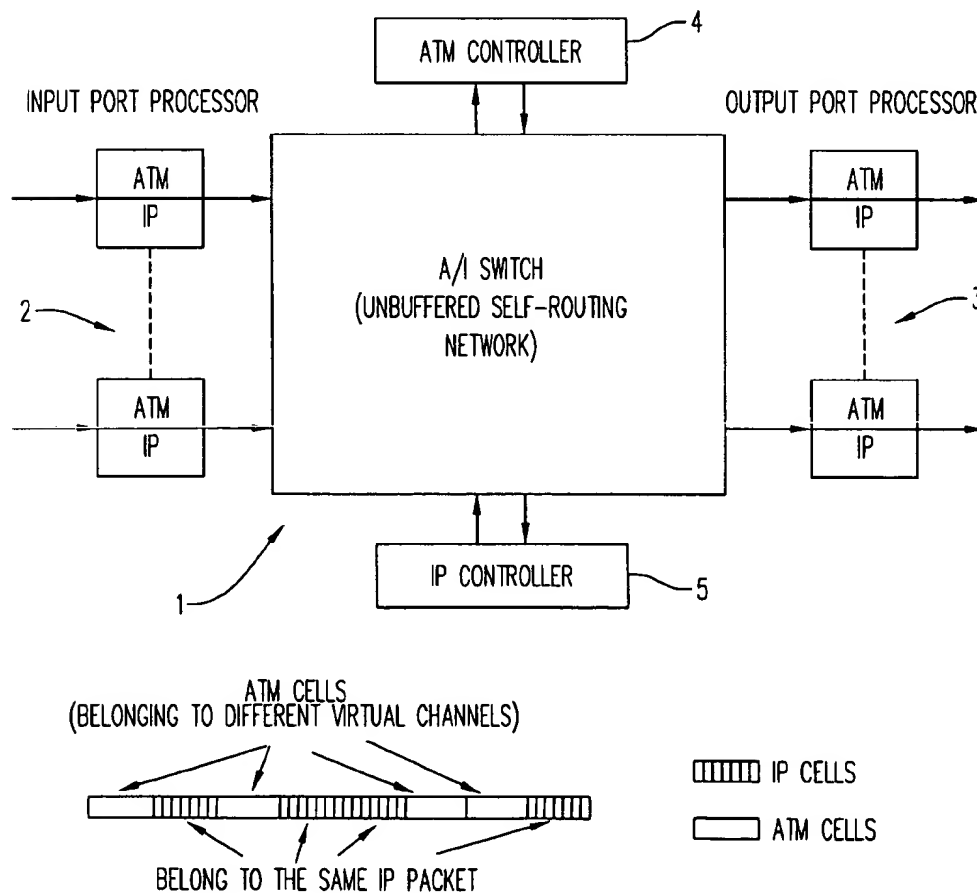 ATM CONTROLLER
4
INPUT PORT PROCESSOR
OUTPUT PORT PROCESSOR
ATM
IP
ATM
IP
A/I SWITCH
(UNBUFFERED SELF-ROUTING
NETWORK)
2
3
ATM
IP
ATM
IP
IP CONTROLLER
5
1
ATM CELLS
(BELONGING TO DIFFERENT VIRTUAL CHANNELS)
IP CELLS
ATM CELLS
BELONG TO THE SAME IP PACKET